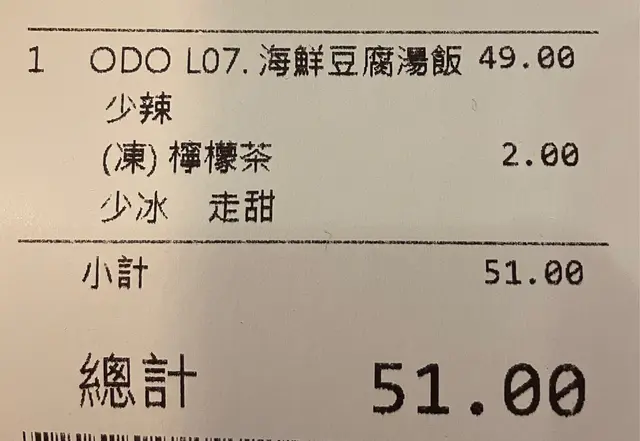 1 ODO L07. 海鮮豆腐湯飯 49.00
少辣
(凍) 檸檬茶 2.00
少冰 走甜
小計 51.00
總計 51.00